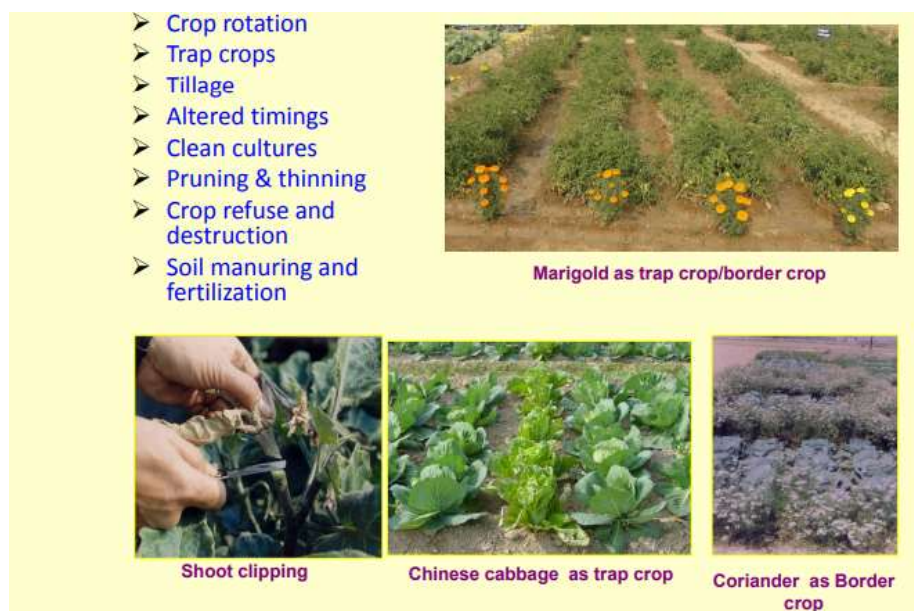 ➢ Crop rotation
➢ Trap crops
➢ Tillage
➢ Altered timings
➢ Clean cultures
➢ Pruning & thinning
➢ Crop refuse and
destruction
➢ Soil manuring and
fertilization
Marigold as trap crop/border crop
Shoot clipping
Chinese cabbage as trap crop
Coriander as Border
crop